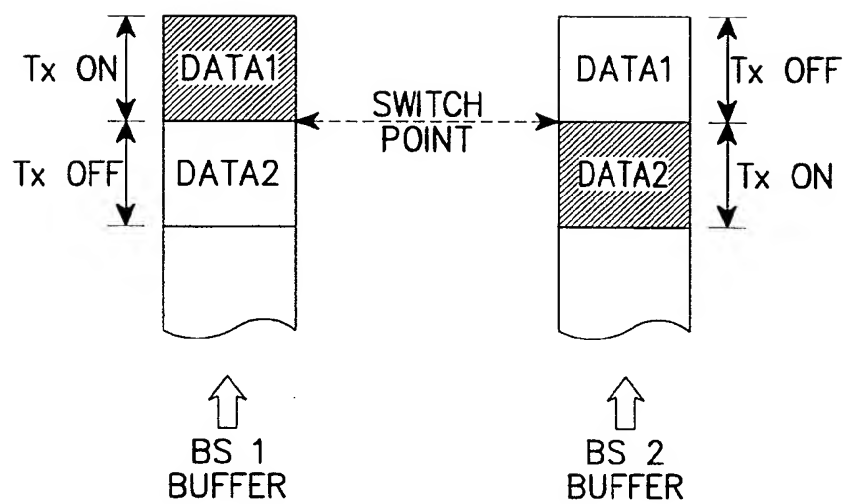 Tx ON
DATA1
DATA1
Tx OFF
SWITCH
POINT
Tx OFF
DATA2
DATA2
Tx ON
BS 1
BUFFER
BS 2
BUFFER